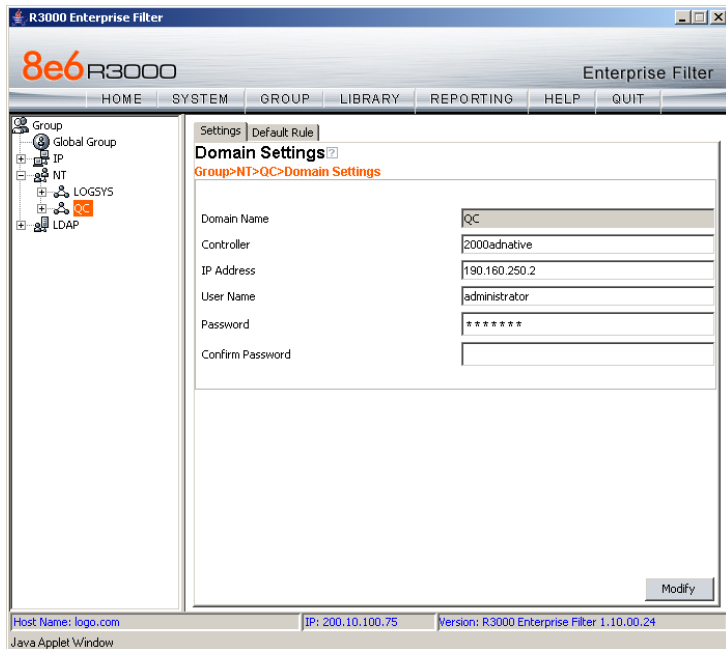 R3000 Enterprise Filter
8e6 R3000
Enterprise Filter
HOME SYSTEM GROUP LIBRARY REPORTING HELP QUIT
Group
Global Group
IP
NT
LOGSYS
QC
LDAP
Settings Default Rule
Domain Settings?
Group>NT>QC>Domain Settings
Domain Name QC
Controller 2000adnative
IP Address 190.160.250.2
User Name administrator
Password *******
Confirm Password
Modify
Host Name: logo.com IP: 200.10.100.75 Version: R3000 Enterprise Filter 1.10.00.24
Java Applet Window